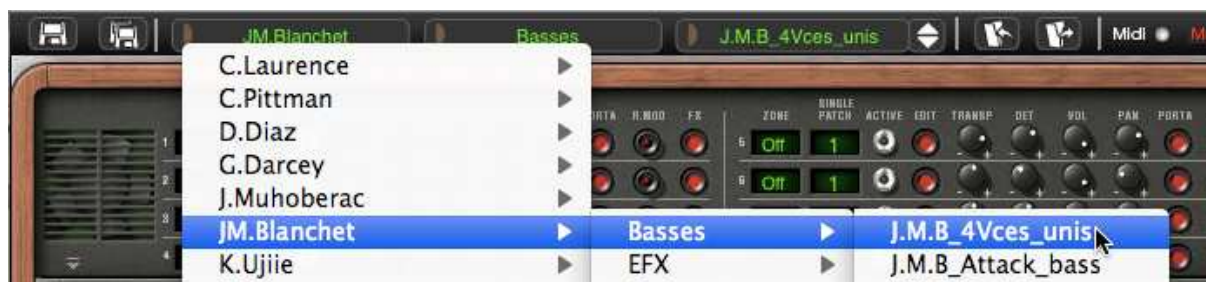 JM.Blanchet Basses J.M.B_4Vces_unis Midi
C.Laurence
C.Pittman
D.Diaz
G.Darcey
J.Muhoberac
JM.Blanchet Basses J.M.B_4Vces_unis
K.Ujiie EFX J.M.B_Attack_bass
R.MOD FX ZONE SINGLE PATCH ACTIVE EDIT TRANSP DET VOL PAN PORTA
1 5 Off 1
2 6 Off 1
3
4